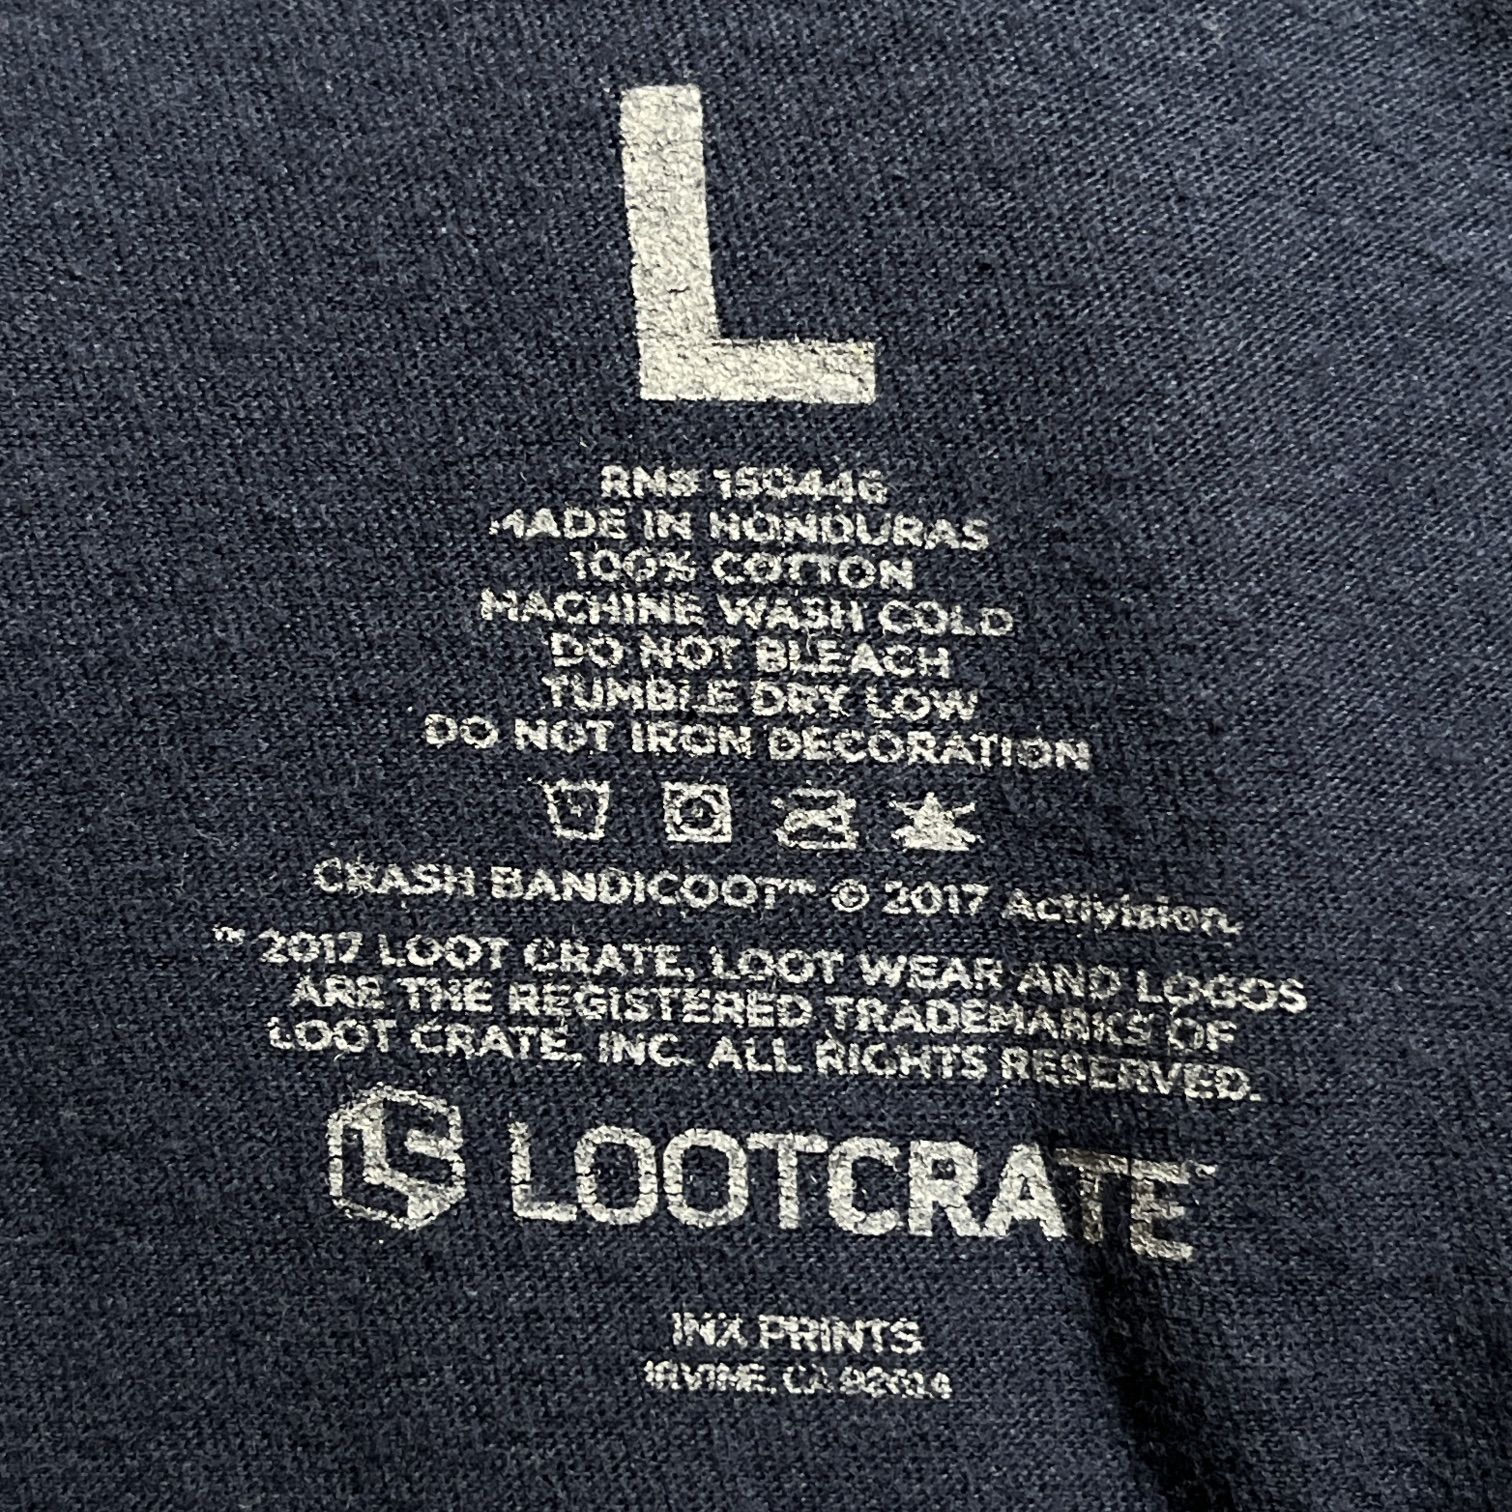 L
RN# 150446
MADE IN HONDURAS
100% COTTON
MACHINE WASH COLD
DO NOT BLEACH
TUMBLE DRY LOW
DO NOT IRON DECORATION
CRASH BANDICOOT™ © 2017 Activision.
™ 2017 LOOT CRATE, LOOT WEAR AND LOGOS
ARE THE REGISTERED TRADEMARKS OF
LOOT CRATE, INC. ALL RIGHTS RESERVED.
LOOTCRATE™
INX PRINTS
IRVINE, CA 92614